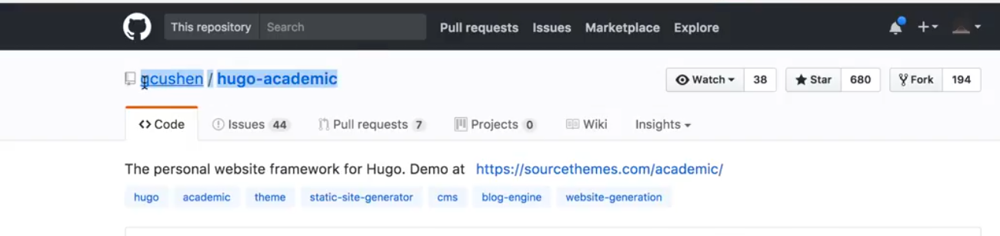 This repository Search Pull requests Issues Marketplace Explore
gcushen / hugo-academic Watch 38 Star 680 Fork 194
Code Issues 44 Pull requests 7 Projects 0 Wiki Insights
The personal website framework for Hugo. Demo at https://sourcethemes.com/academic/
hugo academic theme static-site-generator cms blog-engine website-generation